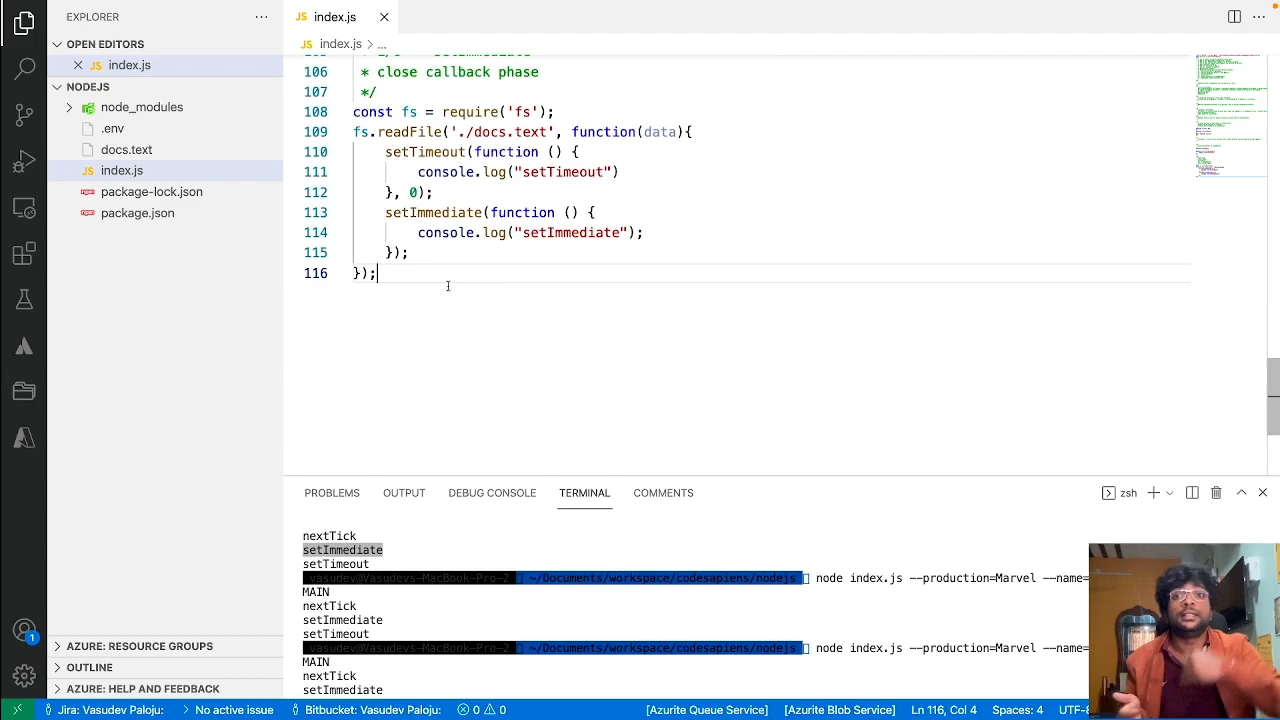 EXPLORER
OPEN EDITORS
JS index.js
NODEJS
node_modules
.env
docs.text
JS index.js
package-lock.json
package.json
AZURE: RESOURCE GROUPS
OUTLINE
AZURE: HELP AND FEEDBACK
1
JS index.js
JS index.js > ...
106 * close callback phase
107 */
108 const fs = require('fs');
109 fs.readFile('./docs.text', function(data){
110 setTimeout(function () {
111 console.log("setTimeout")
112 }, 0);
113 setImmediate(function () {
114 console.log("setImmediate");
115 });
116 });
PROBLEMS OUTPUT DEBUG CONSOLE TERMINAL COMMENTS
zsh
nextTick
setImmediate
setTimeout
vasudev@Vasudevs-MacBook-Pro-2 ~/Documents/workspace/codesapiens/nodejs node index.js --production=Marvel --name=
MAIN
nextTick
setImmediate
setTimeout
vasudev@Vasudevs-MacBook-Pro-2 ~/Documents/workspace/codesapiens/nodejs node index.js --production=Marvel --name=
MAIN
nextTick
setImmediate
Jira: Vasudev Paloju: No active issue Bitbucket: Vasudev Paloju: 0 0 [Azurite Queue Service] [Azurite Blob Service] Ln 116, Col 4 Spaces: 4 UTF-8